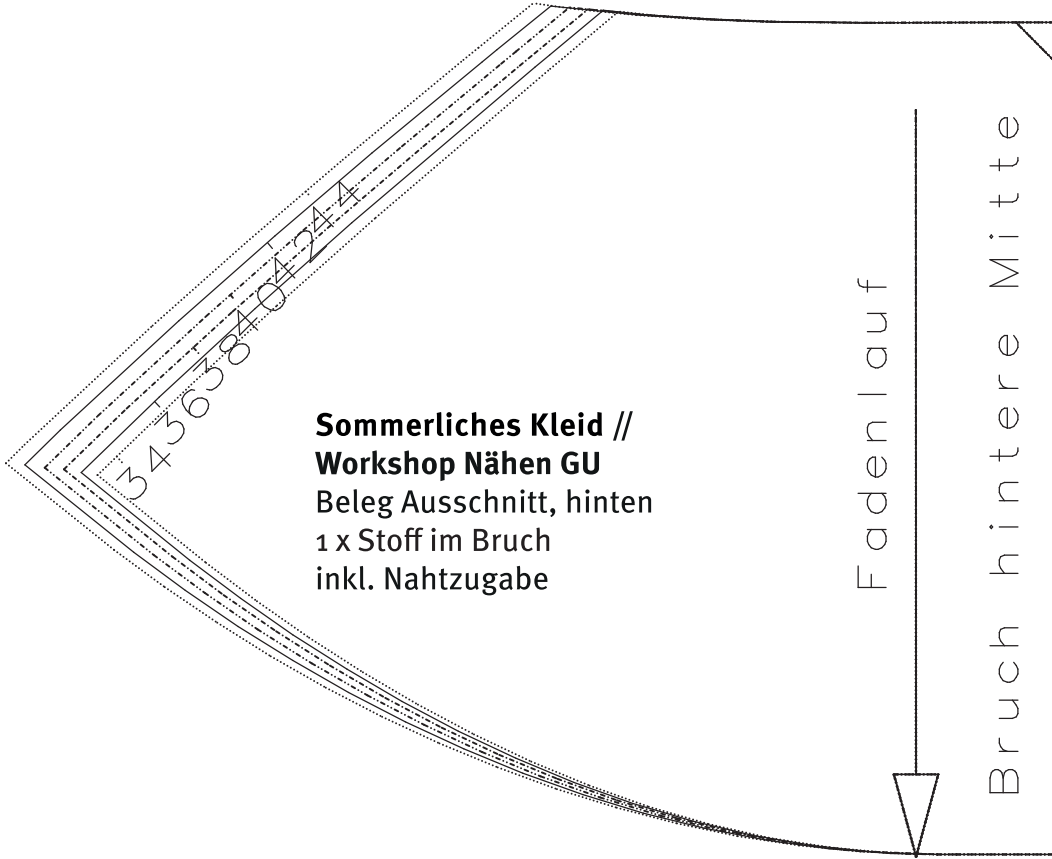 34 36 38 40 42 44
Sommerliches Kleid //
Workshop Nähen GU
Beleg Ausschnitt, hinten
1 x Stoff im Bruch
inkl. Nahtzugabe
Fadenlauf
Bruch hintere Mitte